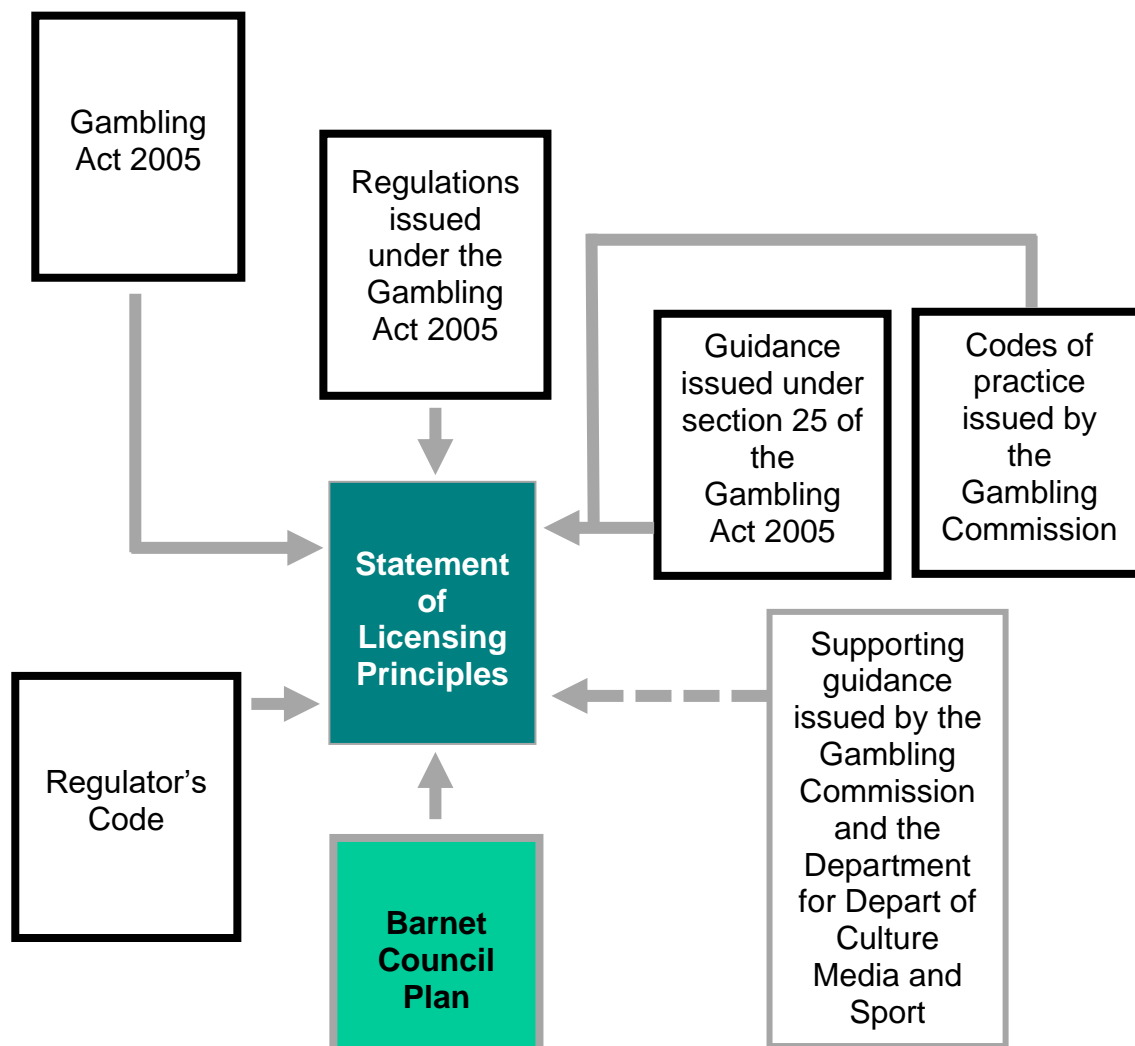 Gambling
Act 2005
Regulations
issued
under the
Gambling
Act 2005
Guidance
issued under
section 25 of
the
Gambling
Act 2005
Codes of
practice
issued by
the
Gambling
Commission
Statement
of
Licensing
Principles
Regulator’s
Code
Barnet
Council
Plan
Supporting
guidance
issued by the
Gambling
Commission
and the
Department
for Depart of
Culture
Media and
Sport